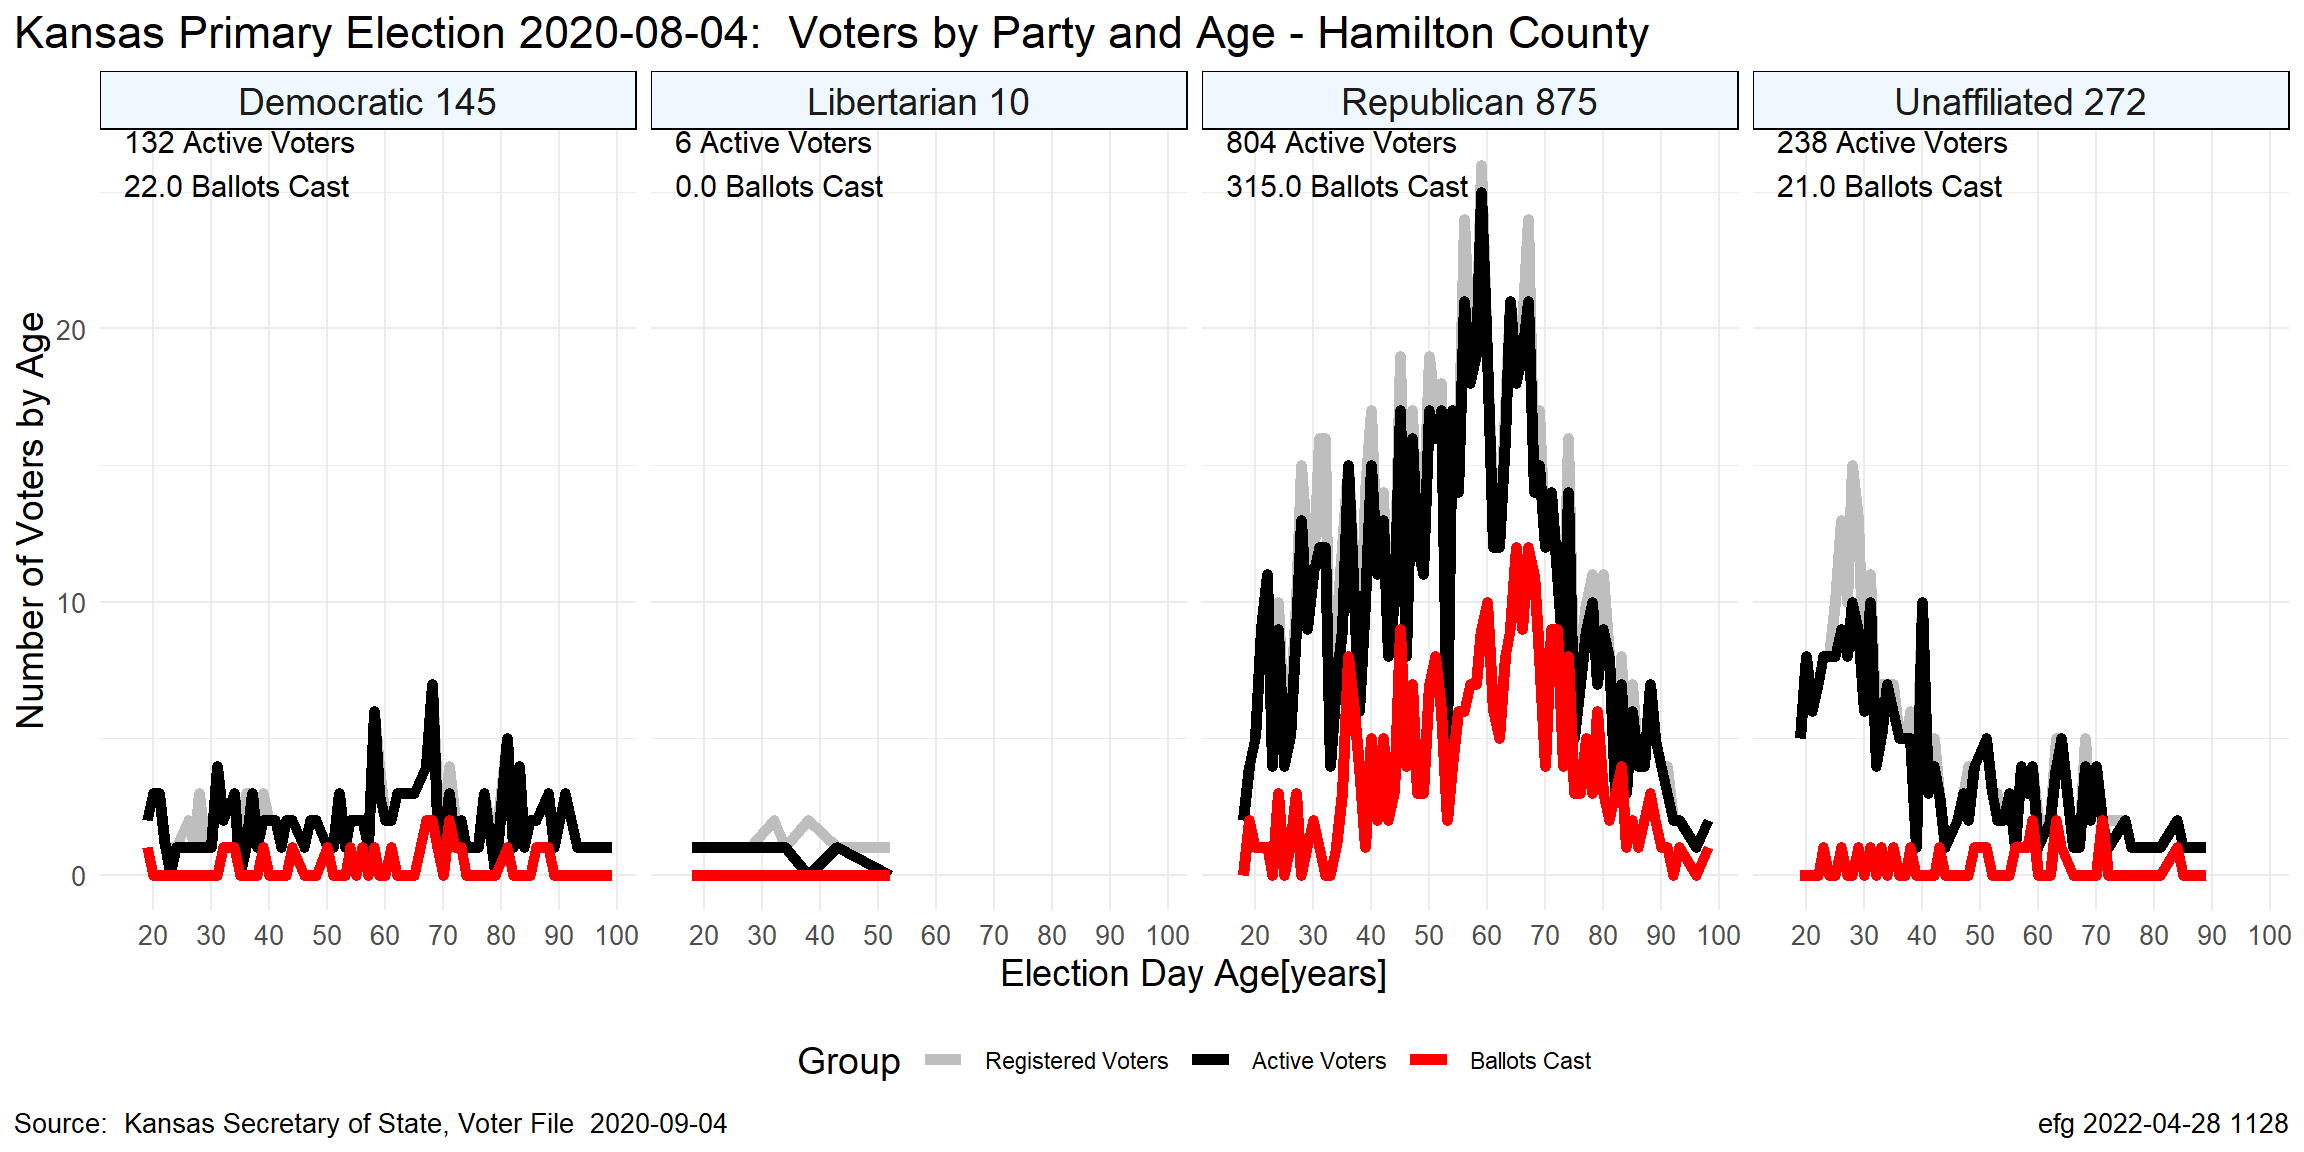 Kansas Primary Election 2020-08-04:  Voters by Party and Age - Hamilton County
Democratic 145
Libertarian 10
Republican 875
Unaffiliated 272
132 Active Voters
22.0 Ballots Cast
6 Active Voters
0.0 Ballots Cast
804 Active Voters
315.0 Ballots Cast
238 Active Voters
21.0 Ballots Cast
Number of Voters by Age
20
10
0
20 30 40 50 60 70 80 90 100
20 30 40 50 60 70 80 90 100
20 30 40 50 60 70 80 90 100
20 30 40 50 60 70 80 90 100
Election Day Age[years]
Group Registered Voters Active Voters Ballots Cast
Source:  Kansas Secretary of State, Voter File  2020-09-04
efg 2022-04-28 1128